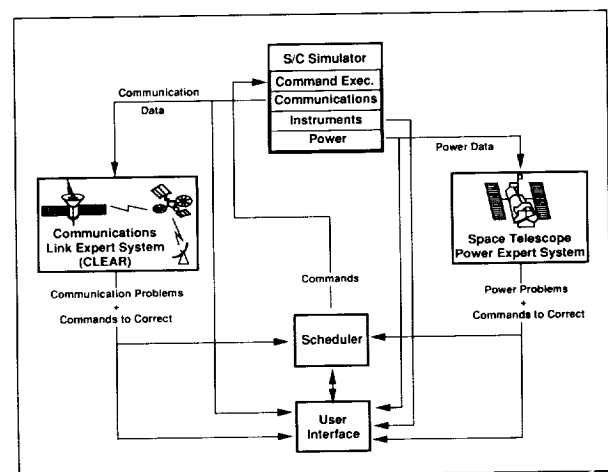 S/C Simulator
Command Exec.
Communications
Instruments
Power
Communication
Data
Power Data
Communications
Link Expert System
(CLEAR)
Space Telescope
Power Expert System
Communication Problems
+
Commands to Correct
Commands
Power Problems
+
Commands to Correct
Scheduler
User
Interface